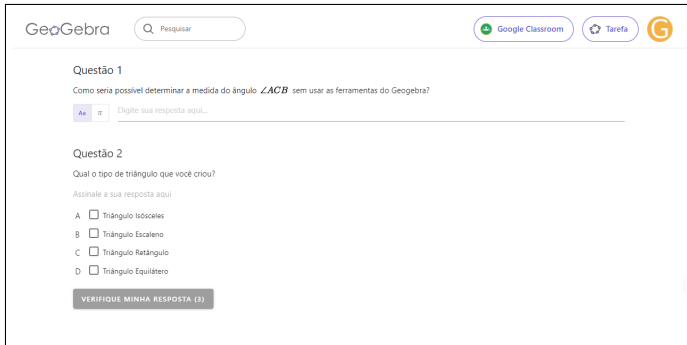 GeoGebra
Pesquisar
Google Classroom
Tarefa
G
Questão 1
Como seria possível determinar a medida do ângulo ∠ACB sem usar as ferramentas do Geogebra?
Aa π Digite sua resposta aqui...
Questão 2
Qual o tipo de triângulo que você criou?
Assinale a sua resposta aqui
A Triângulo Isósceles
B Triângulo Escaleno
C Triângulo Retângulo
D Triângulo Equilátero
VERIFIQUE MINHA RESPOSTA (3)